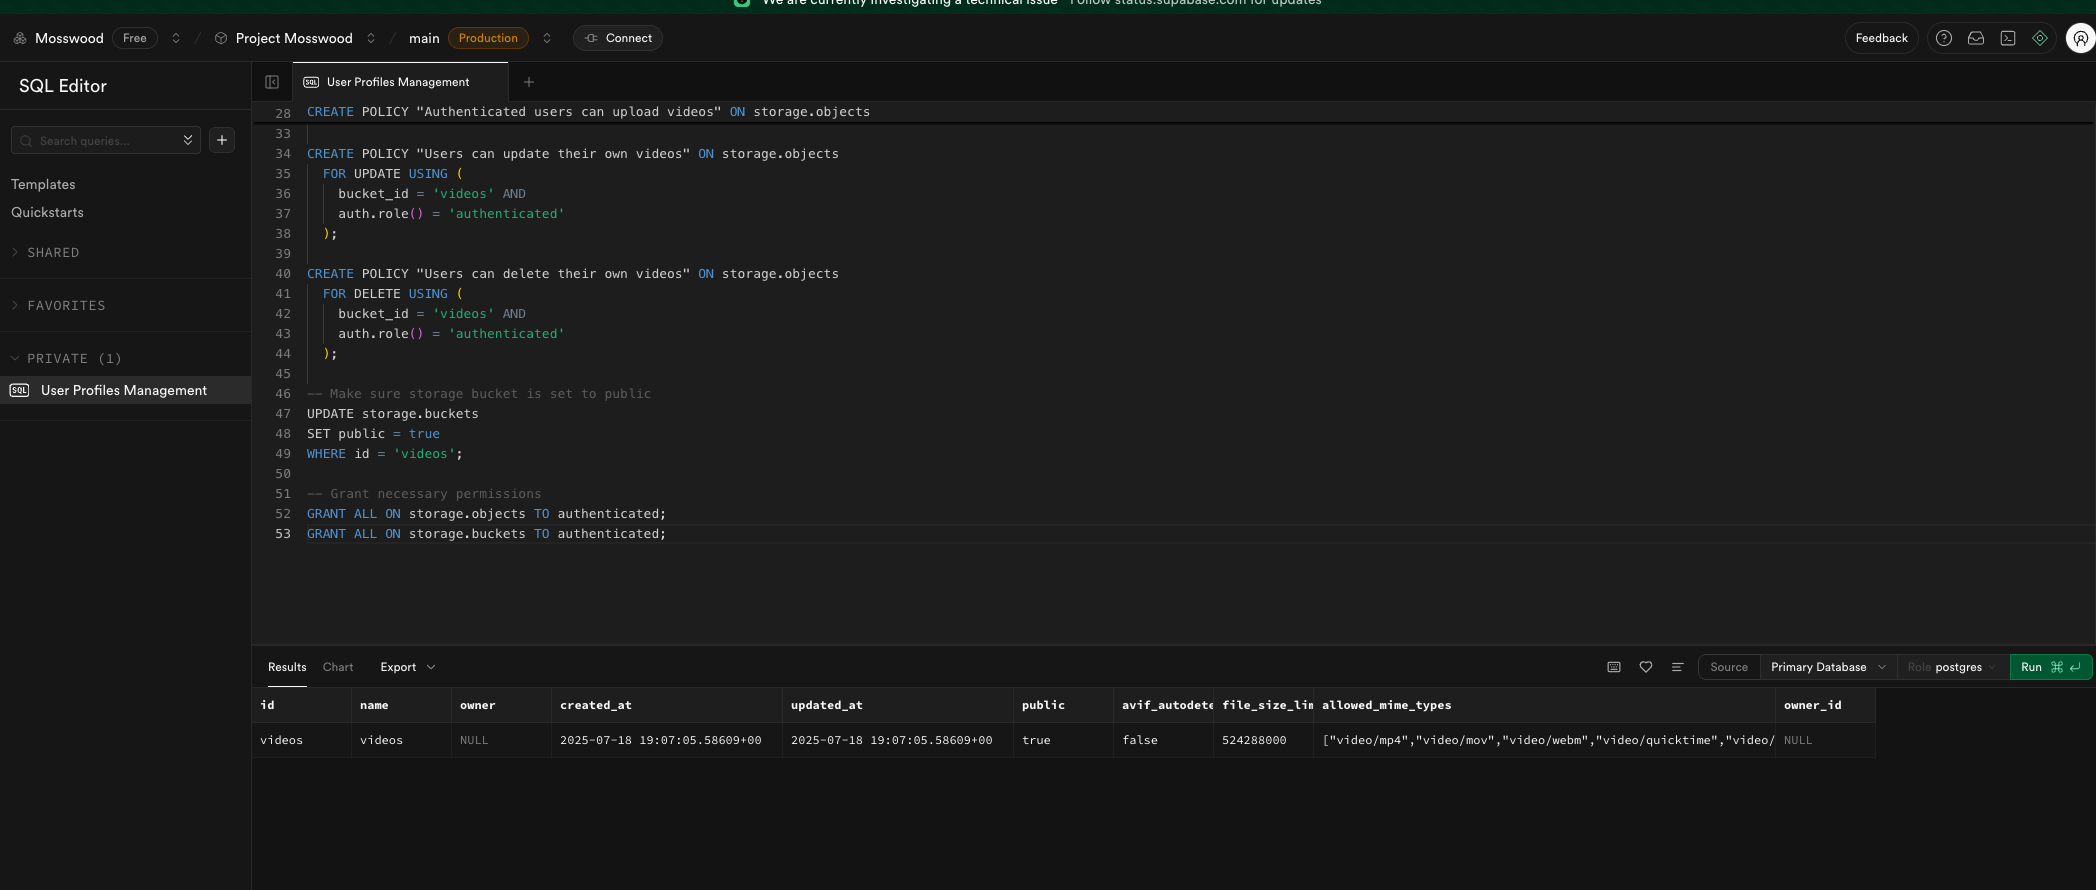 We are currently investigating a technical issue Follow status.supabase.com for updates
Mosswood Free / Project Mosswood / main Production Connect Feedback
SQL Editor
SQL User Profiles Management
Search queries...
Templates
Quickstarts
SHARED
FAVORITES
PRIVATE (1)
SQL User Profiles Management
28 CREATE POLICY "Authenticated users can upload videos" ON storage.objects
33
34 CREATE POLICY "Users can update their own videos" ON storage.objects
35 FOR UPDATE USING (
36 bucket_id = 'videos' AND
37 auth.role() = 'authenticated'
38 );
39
40 CREATE POLICY "Users can delete their own videos" ON storage.objects
41 FOR DELETE USING (
42 bucket_id = 'videos' AND
43 auth.role() = 'authenticated'
44 );
45
46 -- Make sure storage bucket is set to public
47 UPDATE storage.buckets
48 SET public = true
49 WHERE id = 'videos';
50
51 -- Grant necessary permissions
52 GRANT ALL ON storage.objects TO authenticated;
53 GRANT ALL ON storage.buckets TO authenticated;
Results Chart Export Source Primary Database Role postgres Run ⌘ ↵
id name owner created_at updated_at public avif_autodete file_size_lim allowed_mime_types owner_id
videos videos NULL 2025-07-18 19:07:05.58609+00 2025-07-18 19:07:05.58609+00 true false 524288000 ["video/mp4","video/mov","video/webm","video/quicktime","video/ NULL